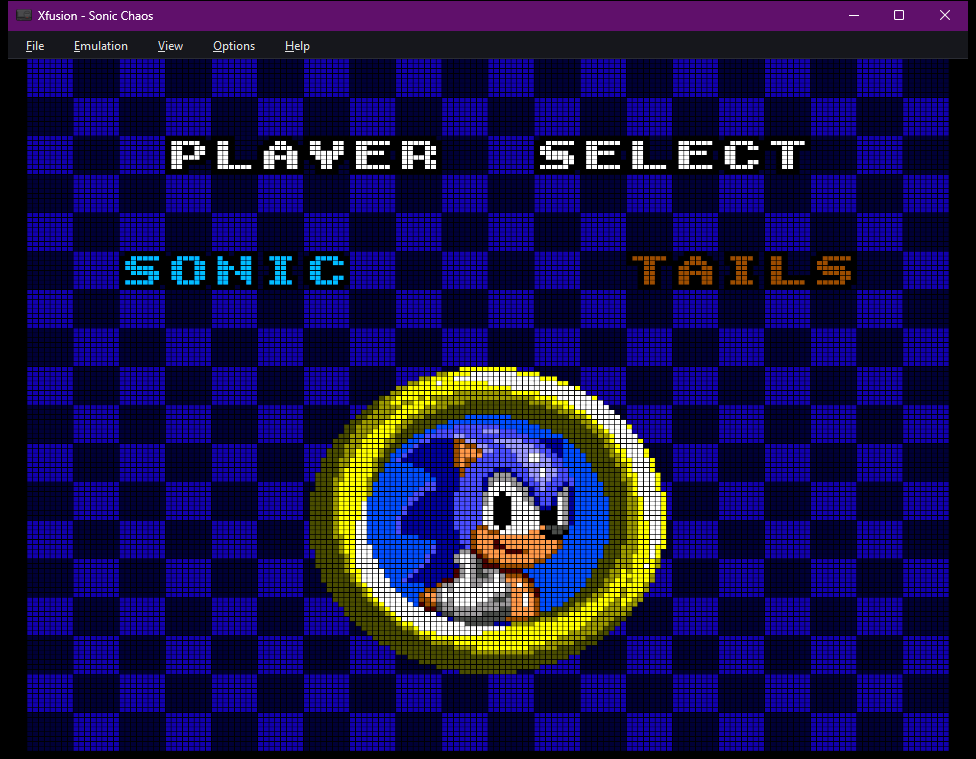 Xfusion - Sonic Chaos
File Emulation View Options Help
PLAYER SELECT
SONIC TAILS